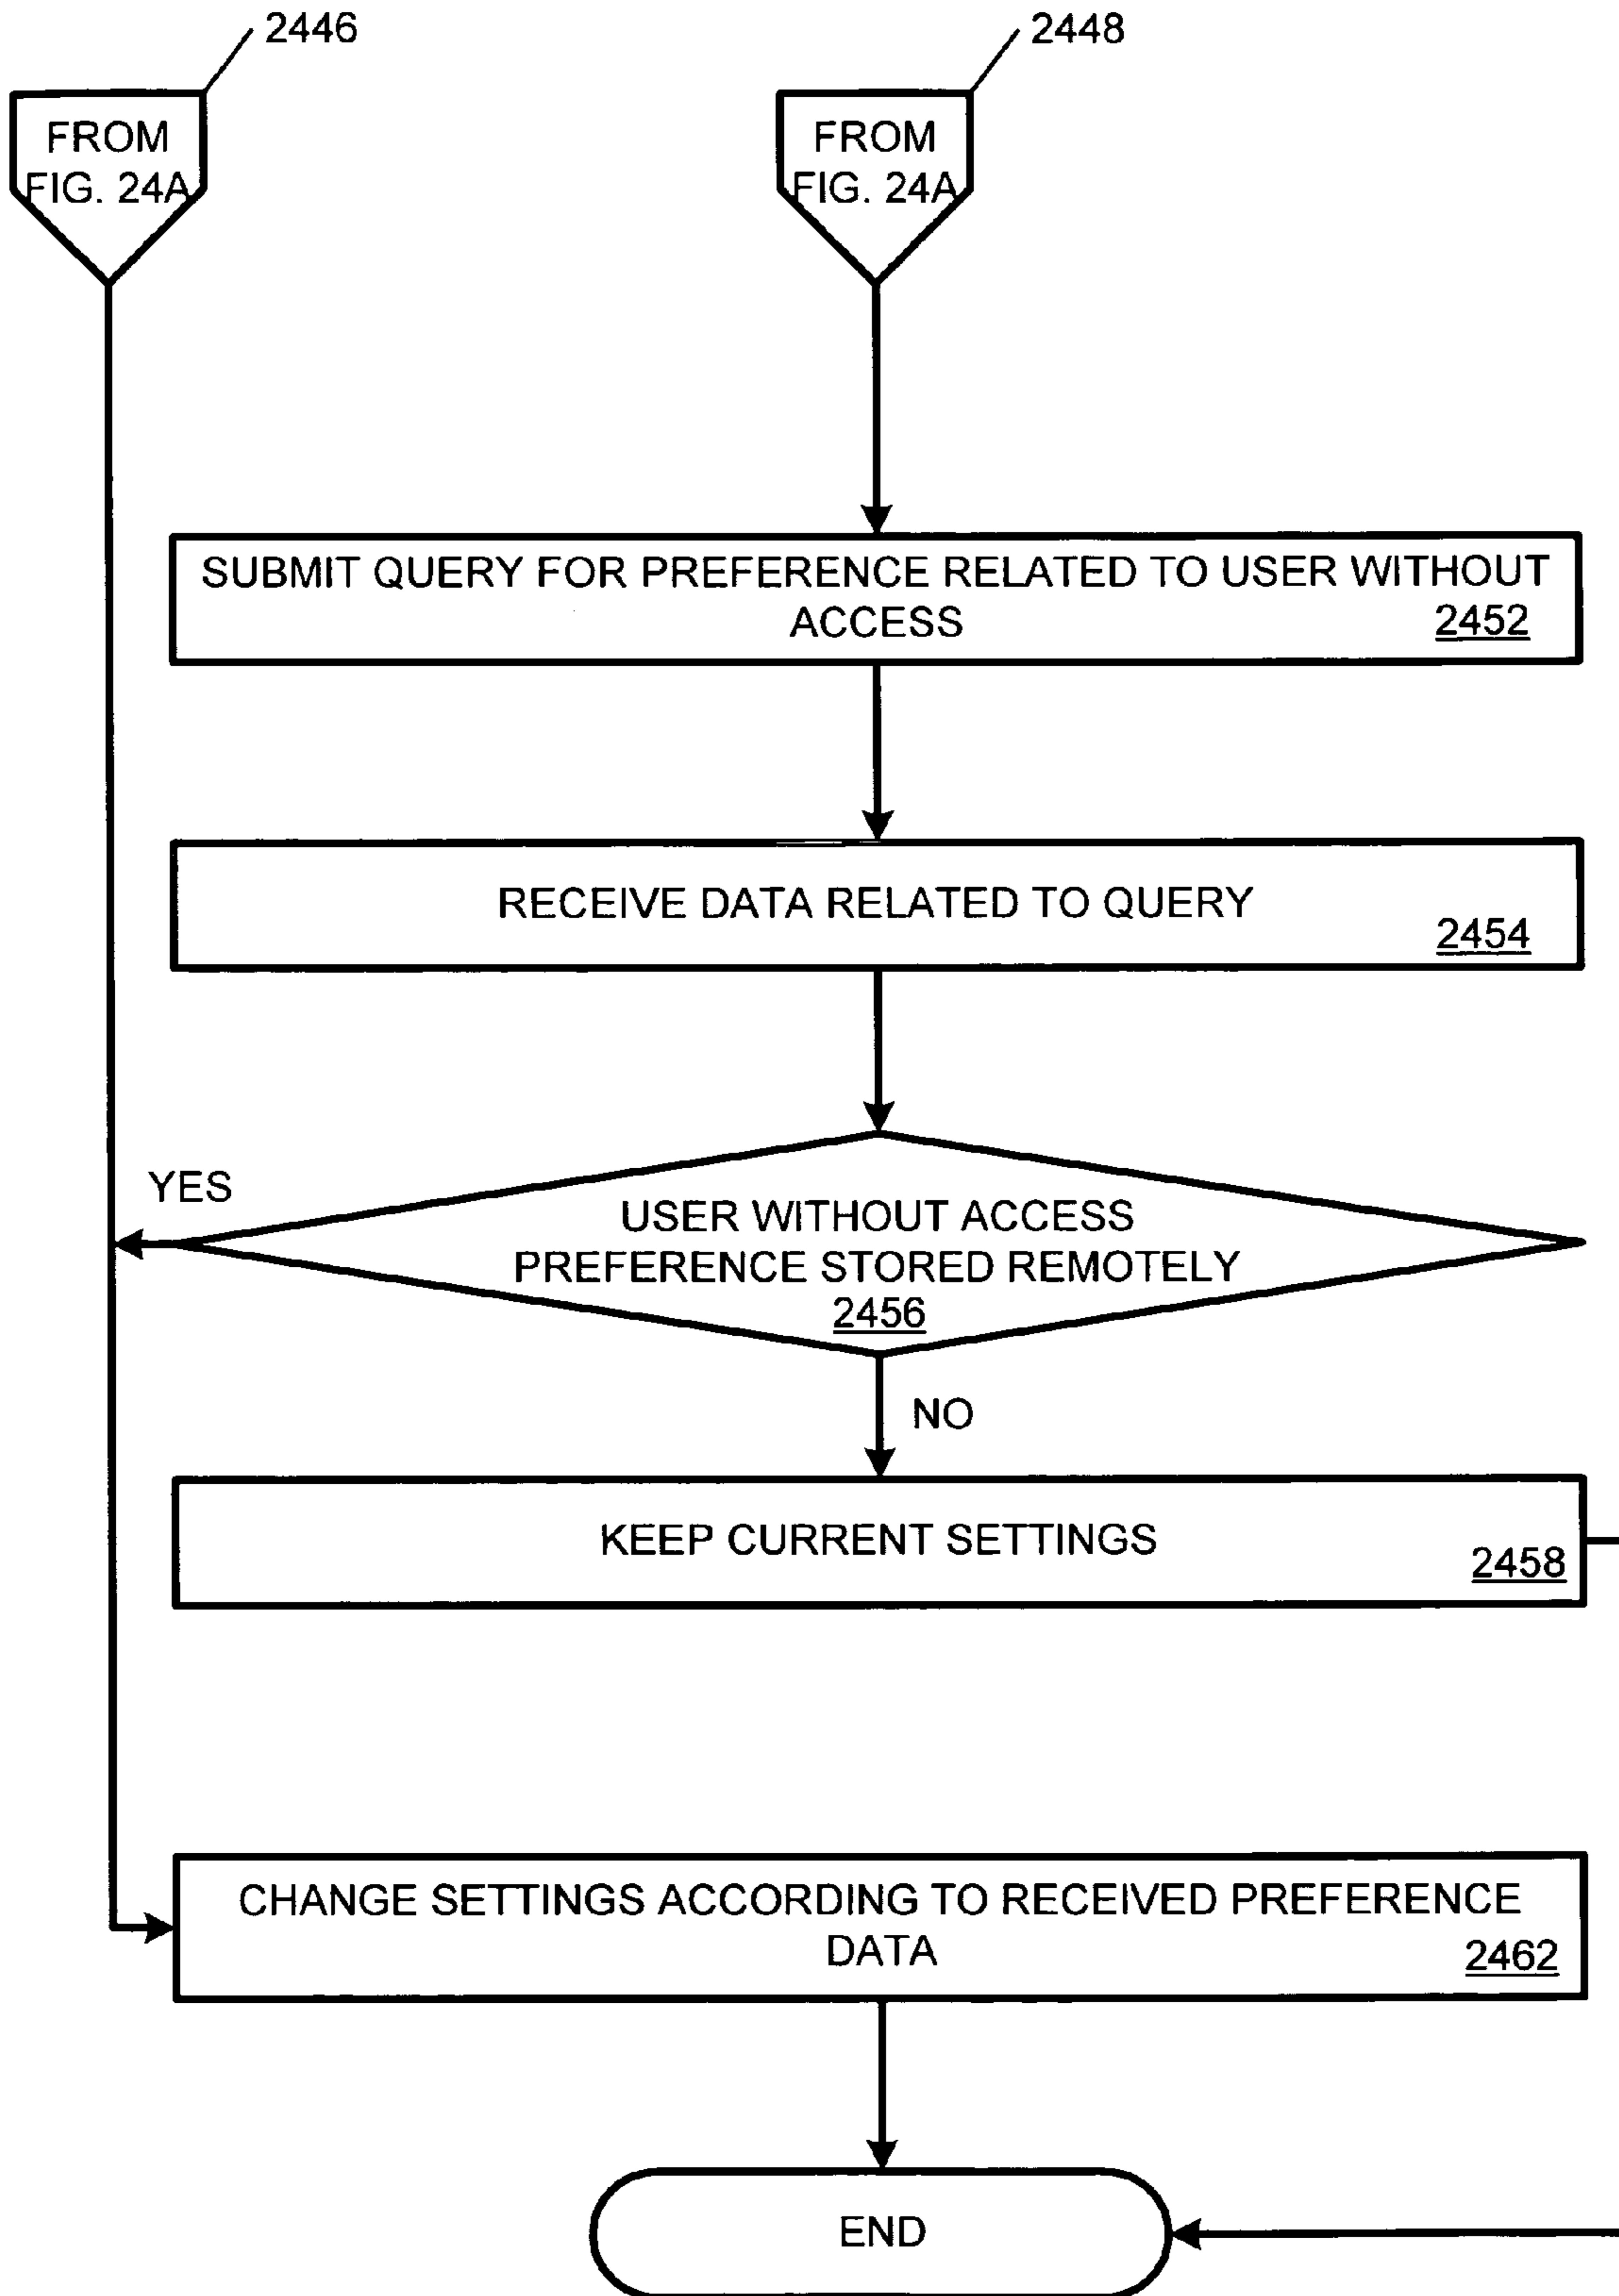 2446
2448
FROM
FIG. 24A
FROM
FIG. 24A
SUBMIT QUERY FOR PREFERENCE RELATED TO USER WITHOUT
ACCESS
2452
RECEIVE DATA RELATED TO QUERY
2454
YES
USER WITHOUT ACCESS
PREFERENCE STORED REMOTELY
2456
NO
KEEP CURRENT SETTINGS
2458
CHANGE SETTINGS ACCORDING TO RECEIVED PREFERENCE
DATA
2462
END